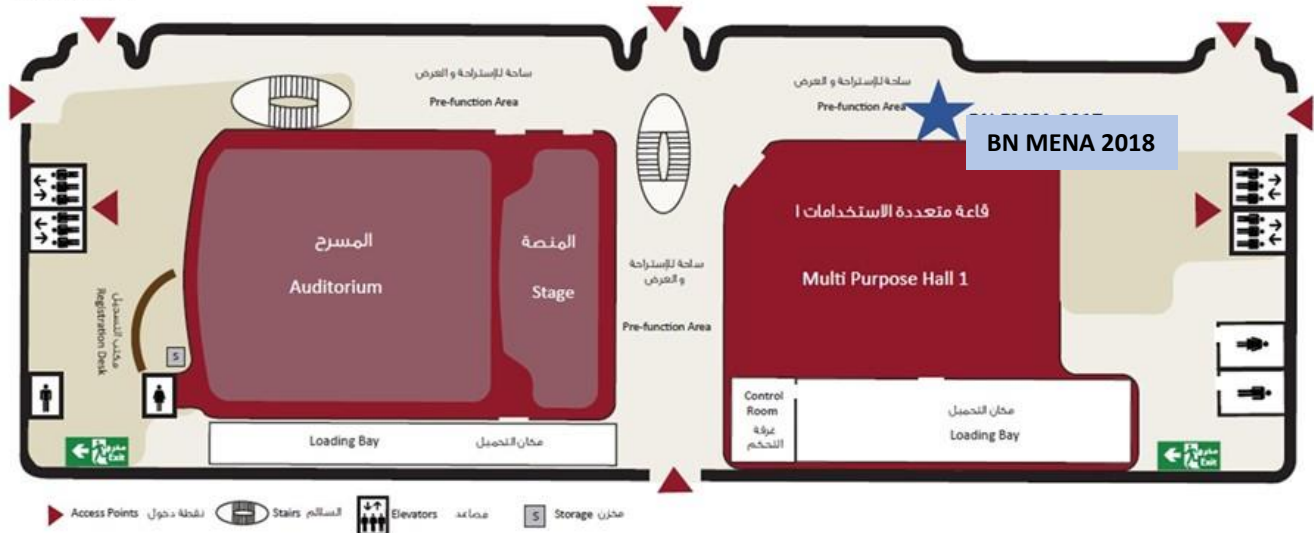 ساحة للإستراحة و العرض
Pre-function Area
ساحة للإستراحة و العرض
Pre-function Area
BN MENA 2018
المسرح
Auditorium
المنصة
Stage
ساحة للإستراحة
و العرض
Pre-function Area
قاعة متعددة الاستخدامات ا
Multi Purpose Hall 1
مكتب التسجيل
Registration Desk
S
Loading Bay
مكان التحميل
Control
Room
غرفة
التحكم
مكان التحميل
Loading Bay
مخرج
Exit
مخرج
Exit
Access Points نقطة دخول
Stairs السلالم
Elevators مصاعد
S Storage مخزن